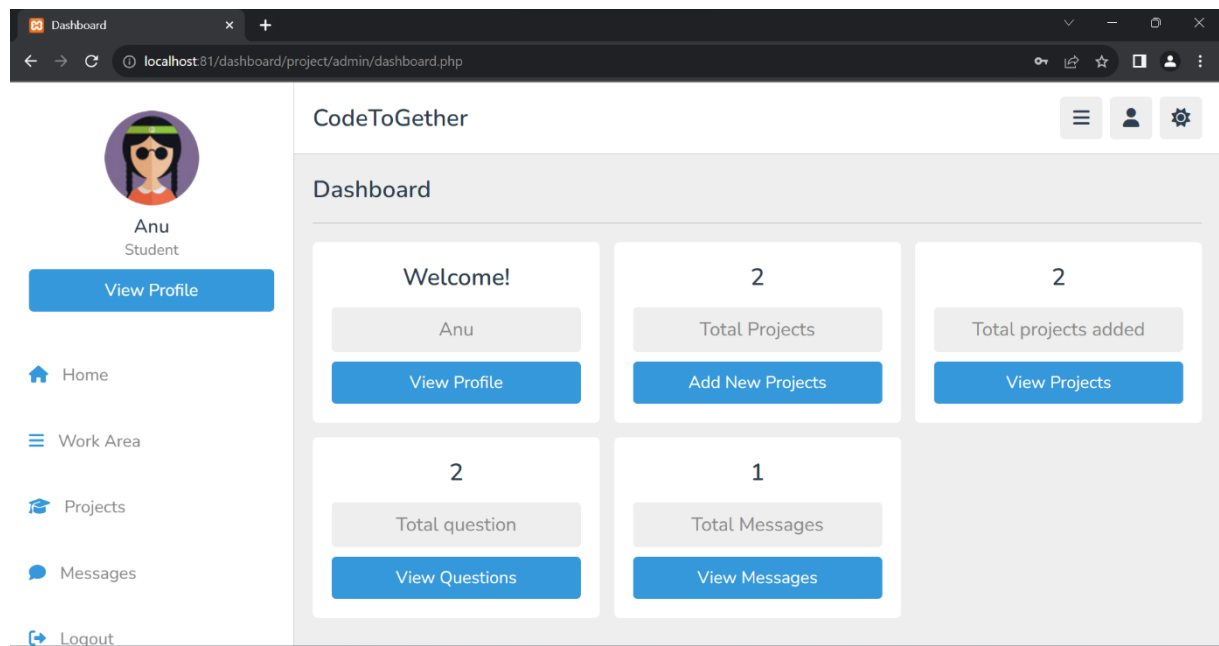 Dashboard
localhost:81/dashboard/project/admin/dashboard.php
Anu
Student
View Profile
Home
Work Area
Projects
Messages
Logout
CodeToGether
Dashboard
Welcome!
Anu
View Profile
2
Total Projects
Add New Projects
2
Total projects added
View Projects
2
Total question
View Questions
1
Total Messages
View Messages